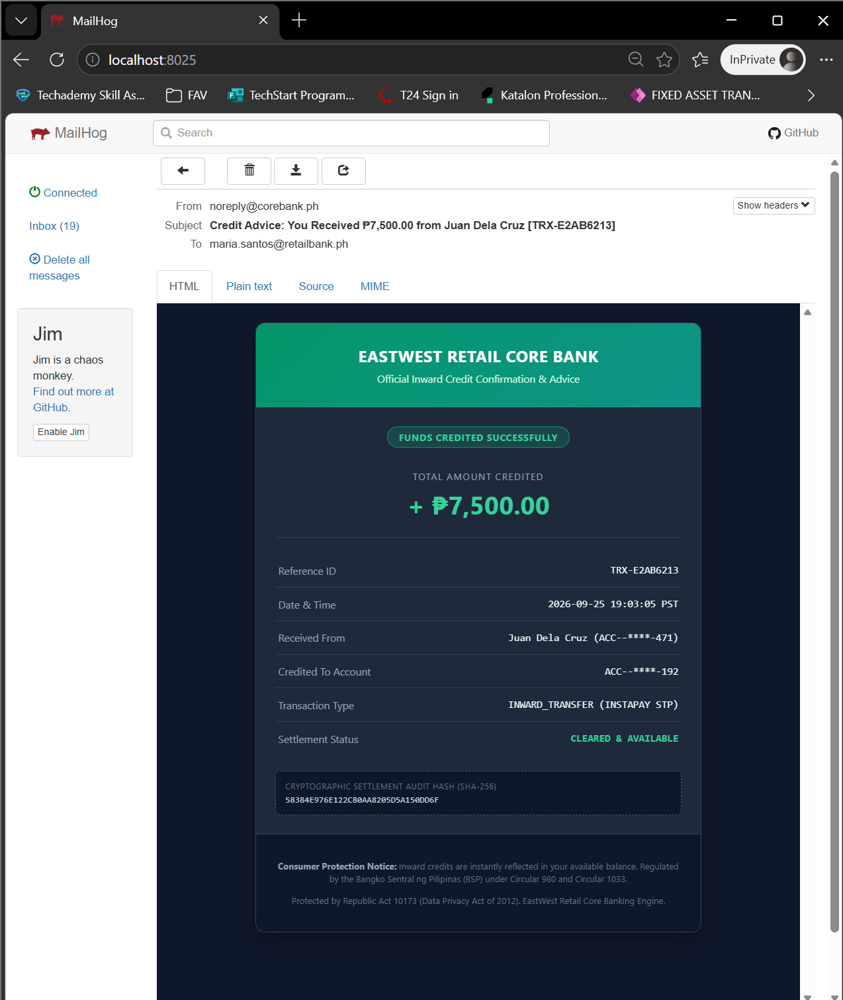 MailHog
localhost:8025
InPrivate
Techademy Skill As...
FAV
TechStart Program...
T24 Sign in
Katalon Profession...
FIXED ASSET TRAN...
MailHog
Search
GitHub
Connected
Inbox (19)
Delete all
messages
Jim
Jim is a chaos
monkey.
Find out more at
GitHub.
Enable Jim
From noreply@corebank.ph
Show headers
Subject Credit Advice: You Received ₱7,500.00 from Juan Dela Cruz [TRX-E2AB6213]
To maria.santos@retailbank.ph
HTML Plain text Source MIME
EASTWEST RETAIL CORE BANK
Official Inward Credit Confirmation & Advice
FUNDS CREDITED SUCCESSFULLY
TOTAL AMOUNT CREDITED
+ ₱7,500.00
Reference ID TRX-E2AB6213
Date & Time 2026-09-25 19:03:05 PST
Received From Juan Dela Cruz (ACC--****-471)
Credited To Account ACC--****-192
Transaction Type INWARD_TRANSFER (INSTAPAY STP)
Settlement Status CLEARED & AVAILABLE
CRYPTOGRAPHIC SETTLEMENT AUDIT HASH (SHA-256)
58384E976E122C80AA8205D5A150DD6F
Consumer Protection Notice: Inward credits are instantly reflected in your available balance. Regulated
by the Bangko Sentral ng Pilipinas (BSP) under Circular 980 and Circular 1033.
Protected by Republic Act 10173 (Data Privacy Act of 2012). EastWest Retail Core Banking Engine.